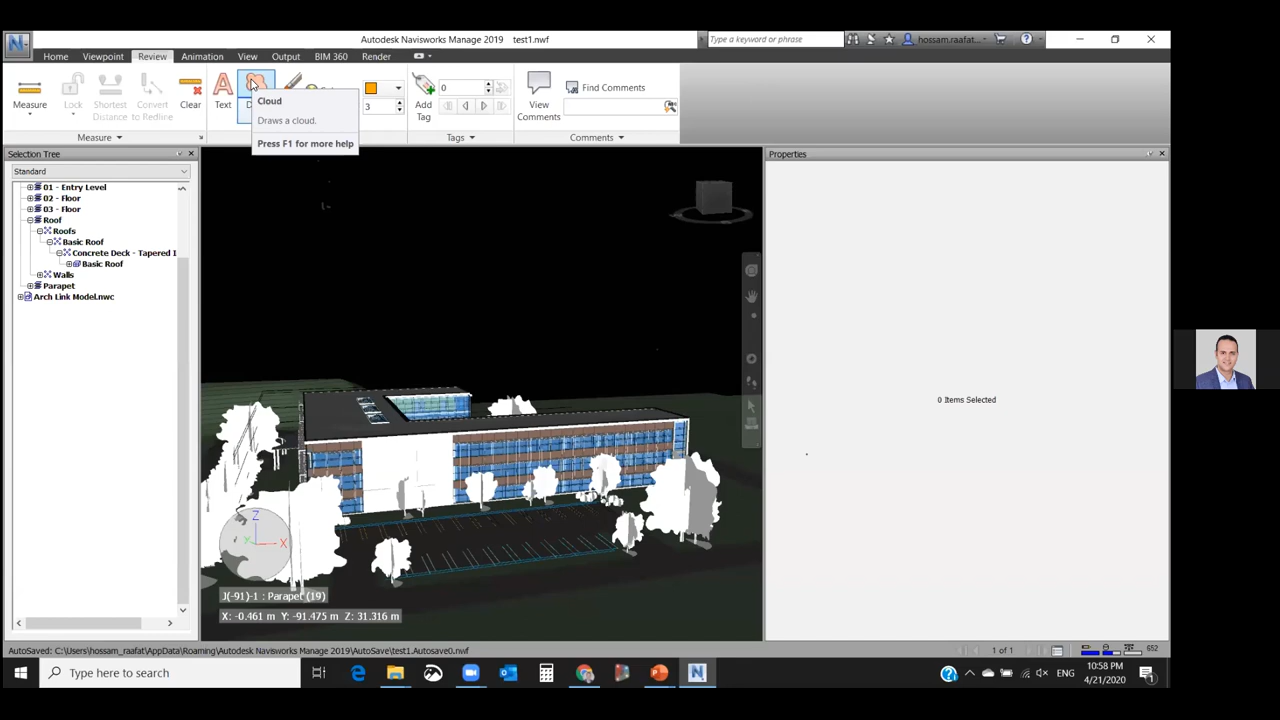 Autodesk Navisworks Manage 2019 test1.nwf
Type a keyword or phrase
hossam.raafat...
Home Viewpoint Review Animation View Output BIM 360 Render
Measure
Lock
Shortest Distance
Convert to Redline
Clear
Text
Cloud
Draws a cloud.
Press F1 for more help
3
Add Tag
0
View Comments
Find Comments
Measure
Tags
Comments
Selection Tree
Properties
Standard
01 - Entry Level
02 - Floor
03 - Floor
Roof
Roofs
Basic Roof
Concrete Deck - Tapered I
Basic Roof
Walls
Parapet
Arch Link Model.nwc
0 Items Selected
Z
Y
X
J(-91)-1 : Parapet (19)
X: -0.461 m Y: -91.475 m Z: 31.316 m
AutoSaved: C:\Users\hossam_raafat\AppData\Roaming\Autodesk Navisworks Manage 2019\AutoSave\test1.Autosave0.nwf
1 of 1
652
Type here to search
ENG
10:58 PM
4/21/2020